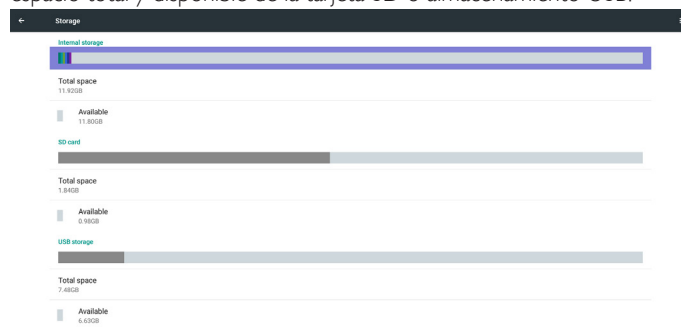 espacio total y disponible de la tarjeta SD o almacenamiento USB.
← Storage
Internal storage
Total space
11.92GB
Available
11.80GB
SD card
Total space
1.84GB
Available
0.98GB
USB storage
Total space
7.48GB
Available
6.63GB